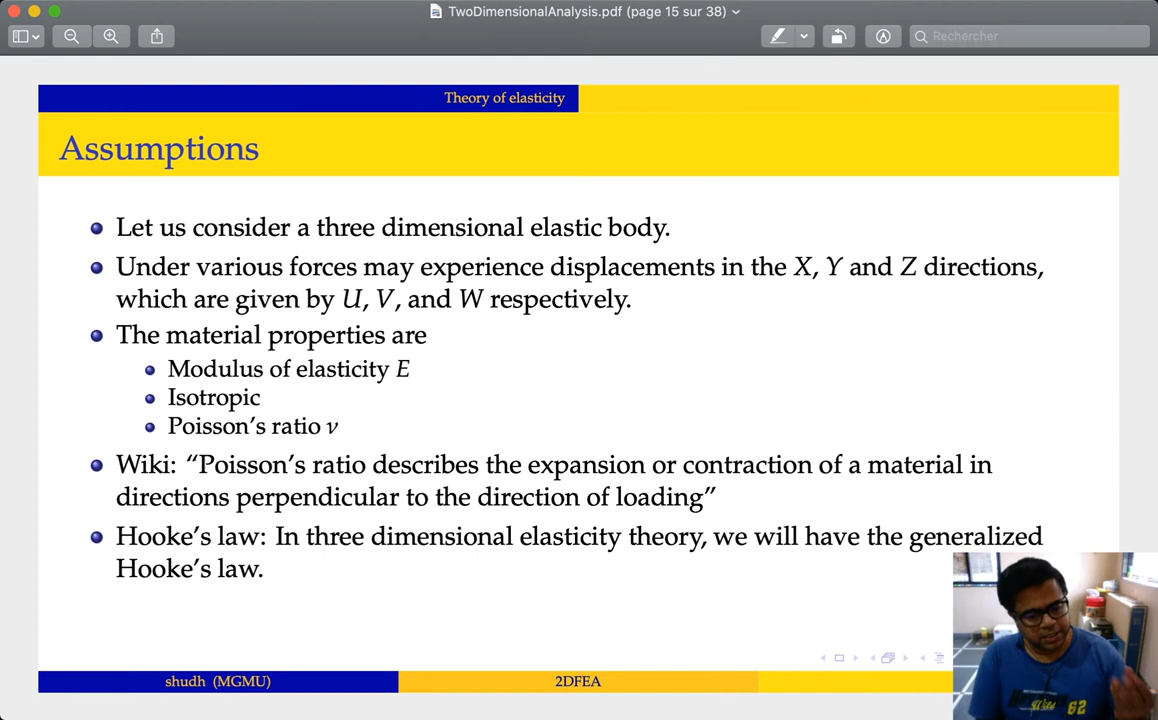 TwoDimensionalAnalysis.pdf (page 15 sur 38)
Rechercher
Theory of elasticity
Assumptions
Let us consider a three dimensional elastic body.
Under various forces may experience displacements in the X, Y and Z directions,
which are given by U, V, and W respectively.
The material properties are
Modulus of elasticity E
Isotropic
Poisson’s ratio ν
Wiki: “Poisson’s ratio describes the expansion or contraction of a material in
directions perpendicular to the direction of loading”
Hooke’s law: In three dimensional elasticity theory, we will have the generalized
Hooke’s law.
shudh (MGMU)
2DFEA
62